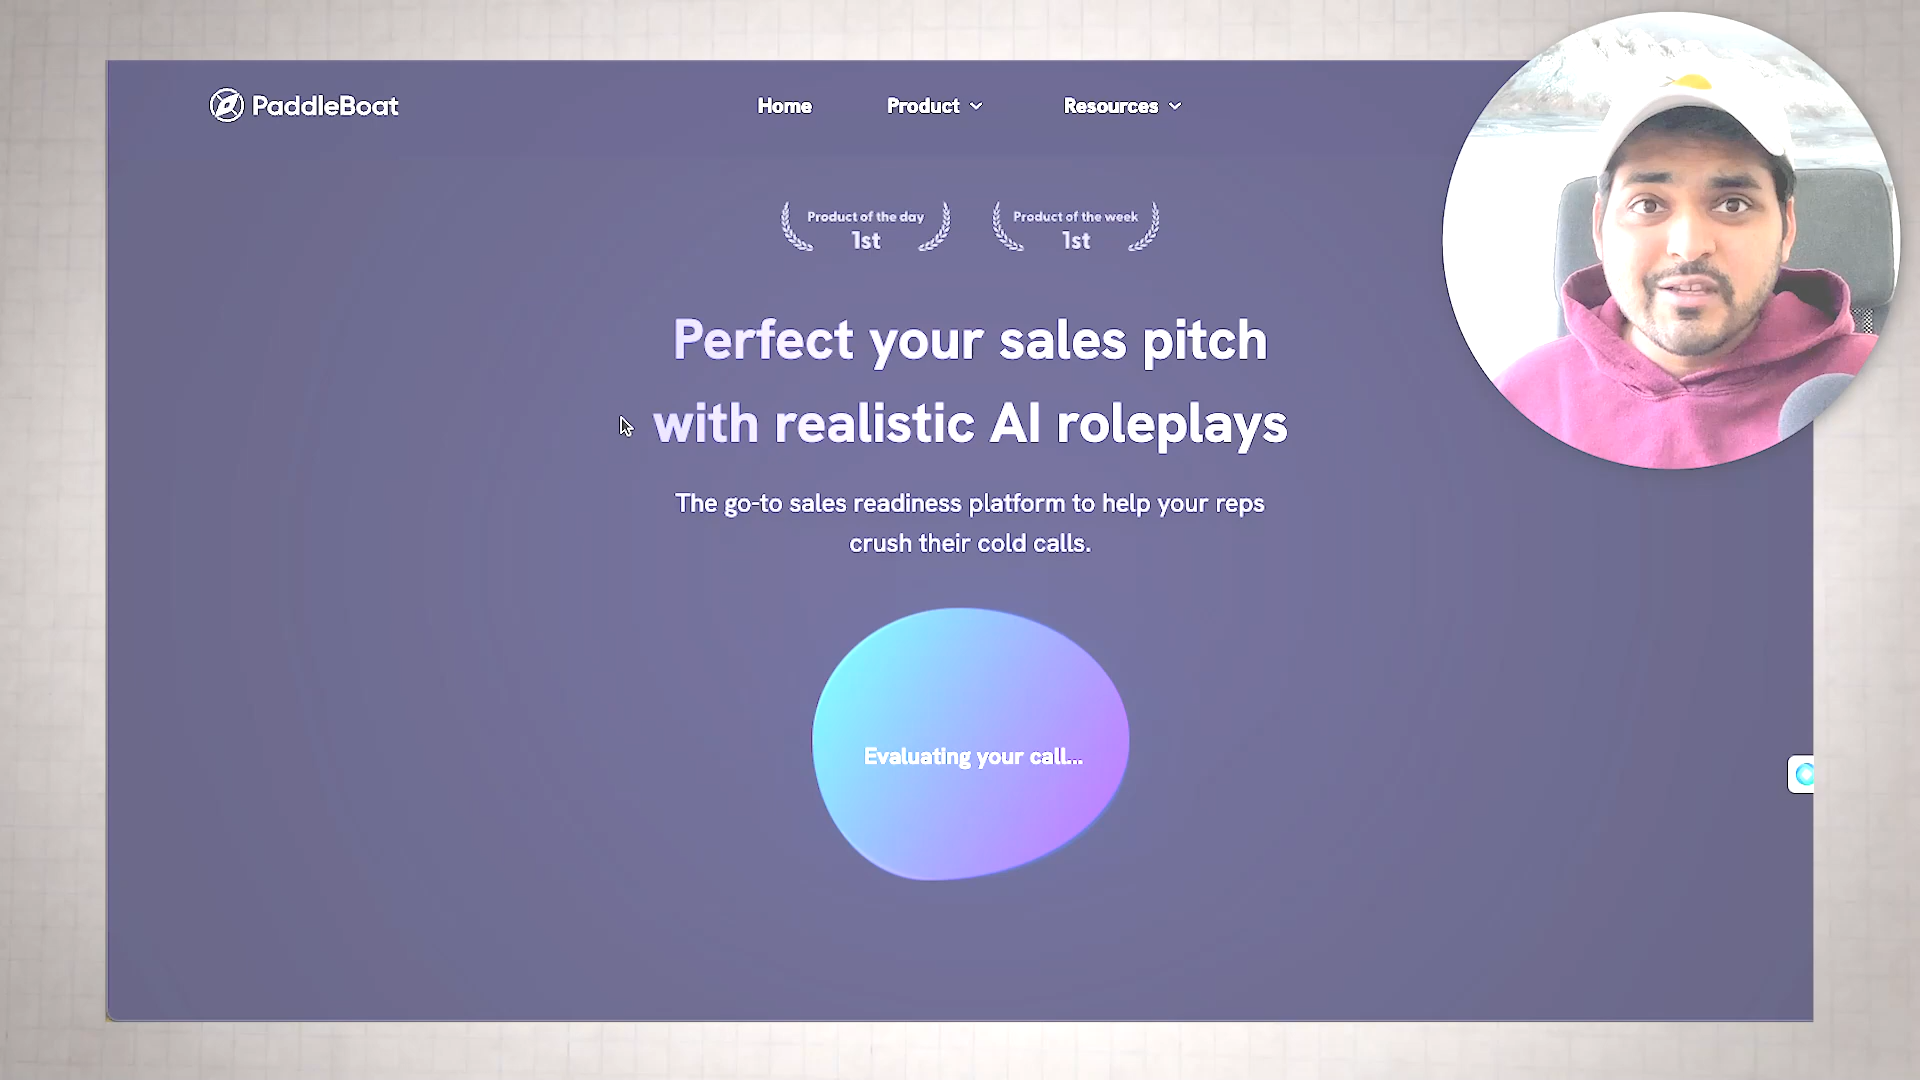 PaddleBoat
Home
Product
Resources
Product of the day
1st
Product of the week
1st
Perfect your sales pitch
with realistic AI roleplays
The go-to sales readiness platform to help your reps
crush their cold calls.
Evaluating your call...